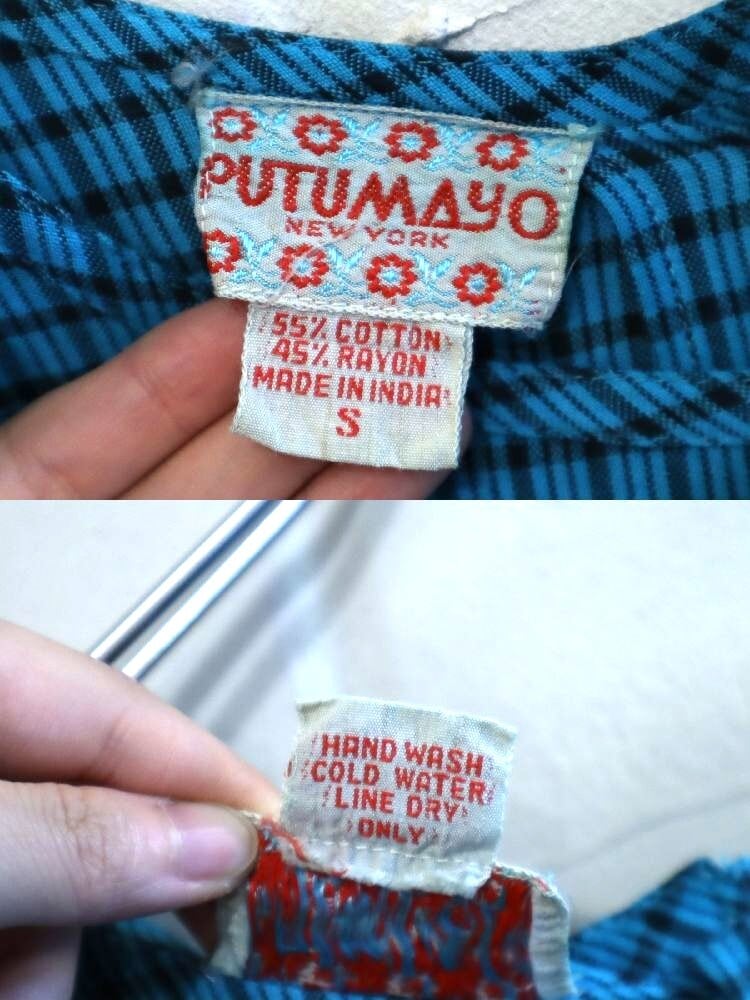 PUTUMAYO
NEW YORK
55% COTTON
45% RAYON
MADE IN INDIA
S
HAND WASH
COLD WATER
LINE DRY
ONLY